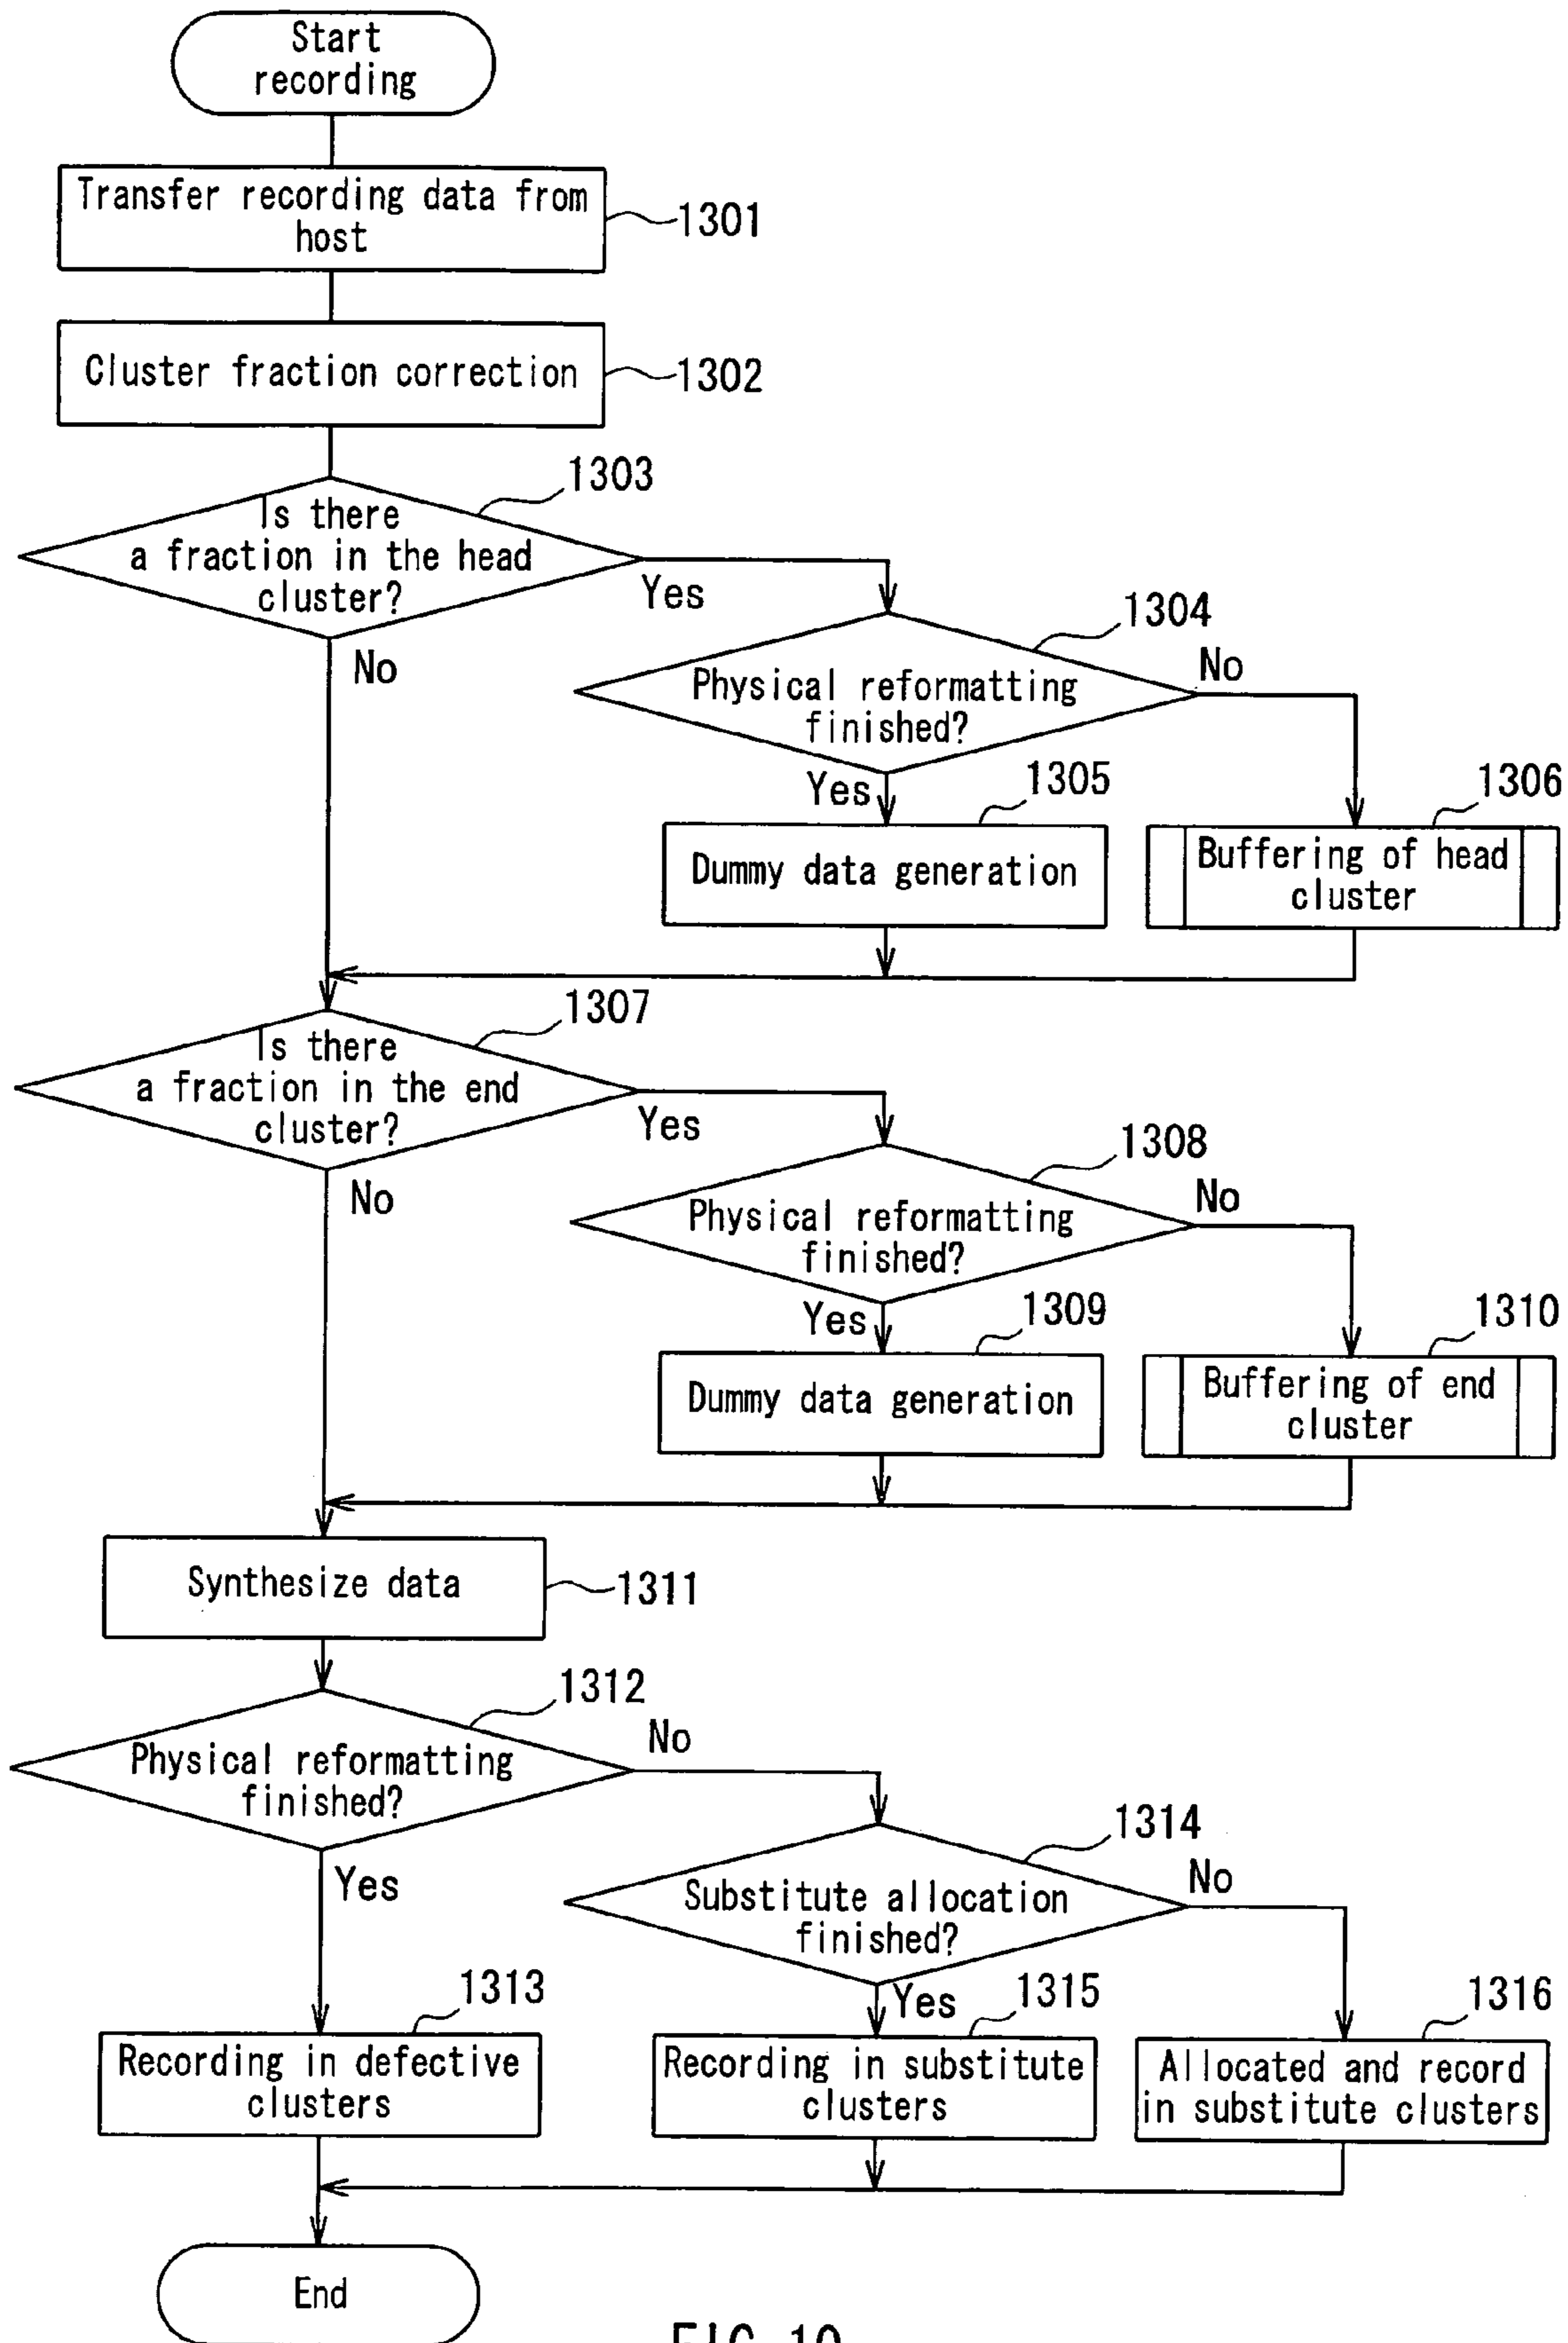 Start
recording
Transfer recording data from
host
1301
Cluster fraction correction
1302
1303
Is there
a fraction in the head
cluster?
Yes
No
1304
Physical reformatting
finished?
No
Yes
1305
Dummy data generation
1306
Buffering of head
cluster
1307
Is there
a fraction in the end
cluster?
Yes
No
1308
Physical reformatting
finished?
No
Yes
1309
Dummy data generation
1310
Buffering of end
cluster
Synthesize data
1311
1312
Physical reformatting
finished?
No
Yes
1314
Substitute allocation
finished?
No
Yes
1313
Recording in defective
clusters
1315
Recording in substitute
clusters
1316
Allocated and record
in substitute clusters
End